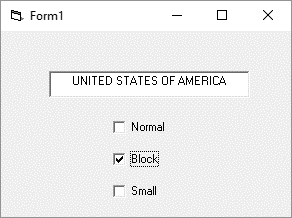 Form1
UNITED STATES OF AMERICA
Normal
Block
Small